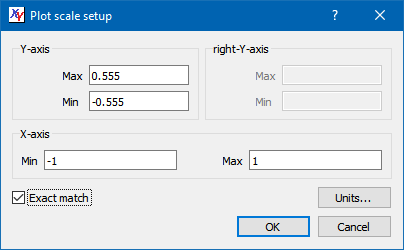 Plot scale setup
Y-axis
Max 0.555
Min -0.555
right-Y-axis
Max
Min
X-axis
Min -1 Max 1
Exact match
Units...
OK Cancel